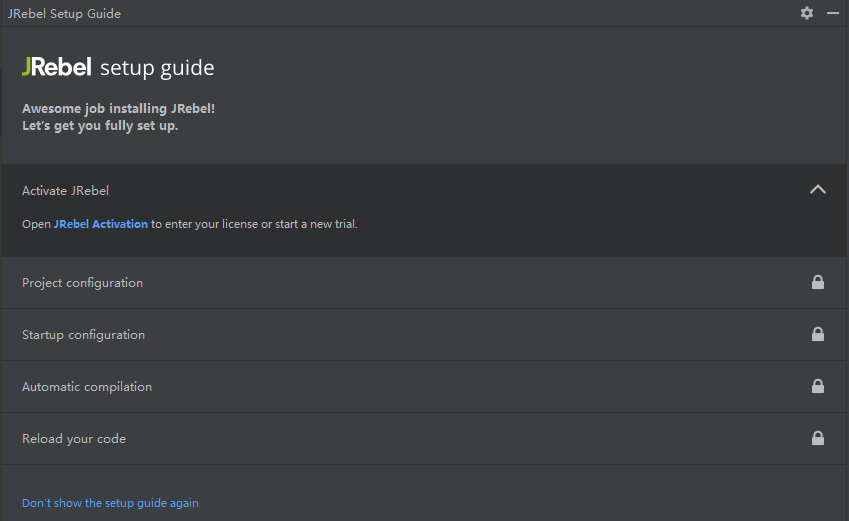 JRebel Setup Guide
JRebel setup guide
Awesome job installing JRebel!
Let's get you fully set up.
Activate JRebel
Open JRebel Activation to enter your license or start a new trial.
Project configuration
Startup configuration
Automatic compilation
Reload your code
Don't show the setup guide again